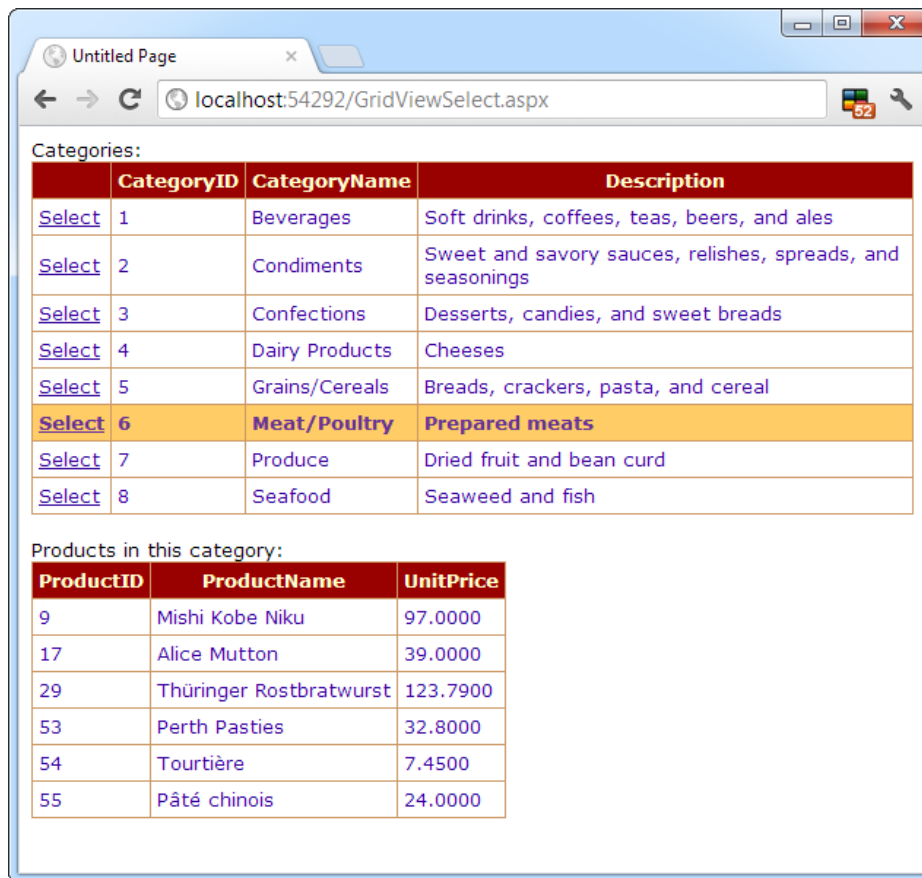 Untitled Page
localhost:54292/GridViewSelect.aspx
52
Categories:
CategoryID CategoryName Description
Select 1 Beverages Soft drinks, coffees, teas, beers, and ales
Select 2 Condiments Sweet and savory sauces, relishes, spreads, and
seasonings
Select 3 Confections Desserts, candies, and sweet breads
Select 4 Dairy Products Cheeses
Select 5 Grains/Cereals Breads, crackers, pasta, and cereal
Select 6 Meat/Poultry Prepared meats
Select 7 Produce Dried fruit and bean curd
Select 8 Seafood Seaweed and fish
Products in this category:
ProductID ProductName UnitPrice
9 Mishi Kobe Niku 97.0000
17 Alice Mutton 39.0000
29 Thüringer Rostbratwurst 123.7900
53 Perth Pasties 32.8000
54 Tourtière 7.4500
55 Pâté chinois 24.0000